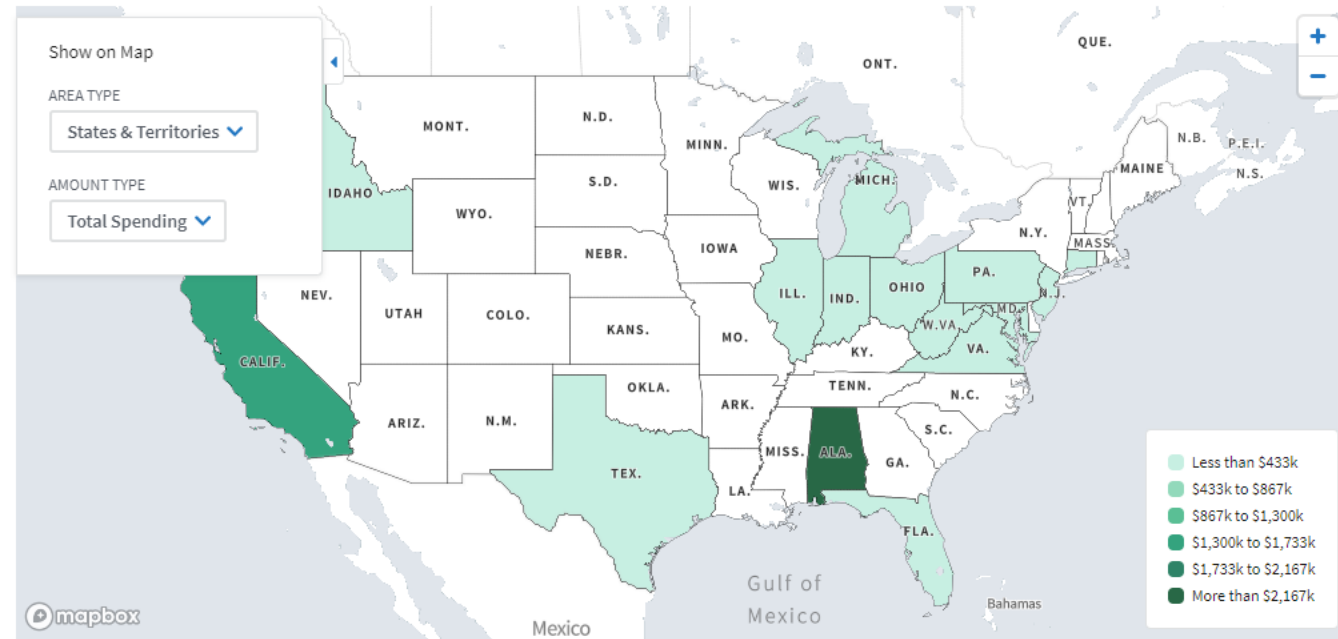 Show on Map
AREA TYPE
States & Territories
AMOUNT TYPE
Total Spending
+
−
QUE.
ONT.
N.B.
P.E.I.
N.S.
MAINE
MONT.
N.D.
MINN.
IDAHO
S.D.
WIS.
MICH.
VT.
WYO.
N.Y.
MASS
IOWA
NEBR.
PA.
N.J.
NEV.
UTAH
COLO.
ILL.
IND.
OHIO
MD.
W.VA
VA.
KANS.
MO.
KY.
CALIF.
OKLA.
TENN.
N.C.
ARIZ.
N.M.
ARK.
S.C.
MISS.
ALA.
GA.
TEX.
LA.
FLA.
Less than $433k
$433k to $867k
$867k to $1,300k
$1,300k to $1,733k
$1,733k to $2,167k
More than $2,167k
Gulf of
Mexico
Bahamas
Mexico
mapbox